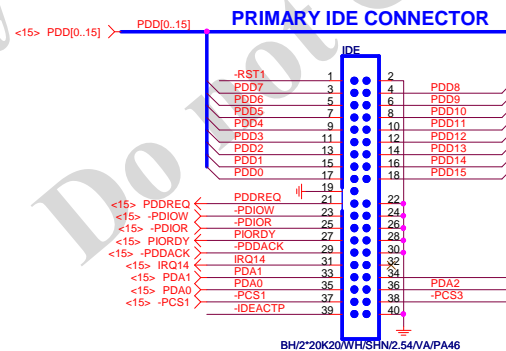 PRIMARY IDE CONNECTOR
<15> PDD[0..15] PDD[0..15]
IDE
-RST1 1 2
PDD7 3 4 PDD8
PDD6 5 6 PDD9
PDD5 7 8 PDD10
PDD4 9 10 PDD11
PDD3 11 12 PDD12
PDD2 13 14 PDD13
PDD1 15 16 PDD14
PDD0 17 18 PDD15
19
<15> PDDREQ PDDREQ 21 22
<15> -PDIOW -PDIOW 23 24
<15> -PDIOR -PDIOR 25 26
<15> PIORDY PIORDY 27 28
<15> -PDDACK -PDDACK 29 30
<15> IRQ14 IRQ14 31 32
<15> PDA1 PDA1 33 34
<15> PDA0 PDA0 35 36 PDA2
<15> -PCS1 -PCS1 37 38 -PCS3
-IDEACTP 39 40
BH/2*20K20/WH/SHN/2.54/VA/PA46
Do not